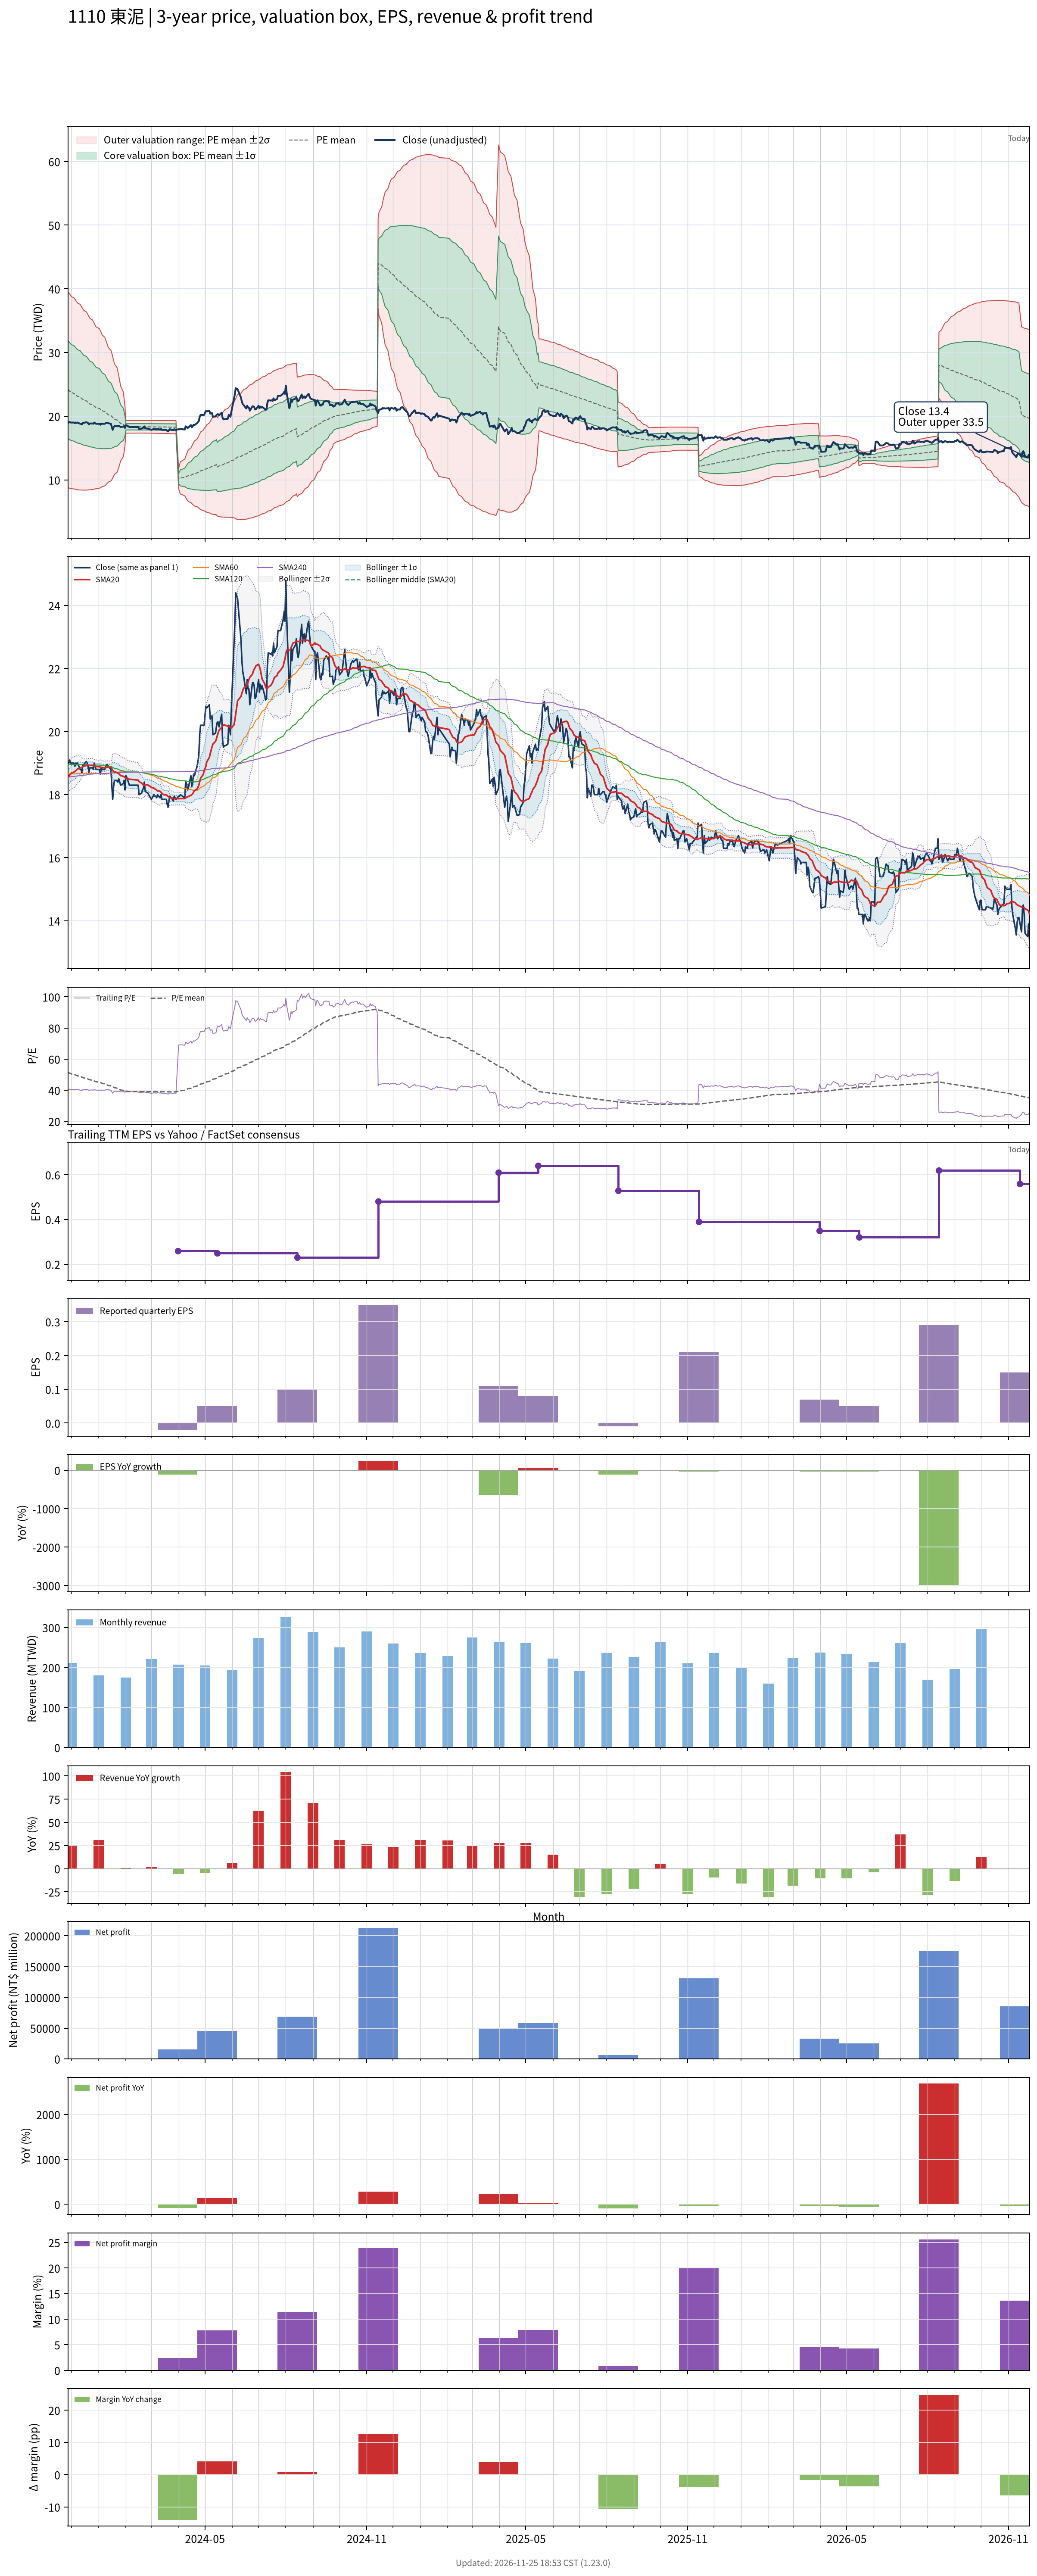 1110 東泥 | 3-year price, valuation box, EPS, revenue & profit trend
Outer valuation range: PE mean ±2σ
Core valuation box: PE mean ±1σ
PE mean
Close (unadjusted)
Today
Price (TWD)
60
50
40
30
20
10
Close 13.4
Outer upper 33.5
Close (same as panel 1)
SMA20
SMA60
SMA120
SMA240
Bollinger ±2σ
Bollinger ±1σ
Bollinger middle (SMA20)
Price
24
22
20
18
16
14
Trailing P/E
P/E mean
P/E
100
80
60
40
20
Trailing TTM EPS vs Yahoo / FactSet consensus
Today
EPS
0.6
0.4
0.2
Reported quarterly EPS
EPS
0.3
0.2
0.1
0.0
EPS YoY growth
YoY (%)
0
-1000
-2000
-3000
Monthly revenue
Revenue (M TWD)
300
200
100
0
Revenue YoY growth
YoY (%)
100
75
50
25
0
-25
Month
Net profit
Net profit (NT$ million)
200000
150000
100000
50000
0
Net profit YoY
YoY (%)
2000
1000
0
Net profit margin
Margin (%)
25
20
15
10
5
0
Margin YoY change
Δ margin (pp)
20
10
0
-10
2024-05
2024-11
2025-05
2025-11
2026-05
2026-11
Updated: 2026-11-25 18:53 CST (1.23.0)